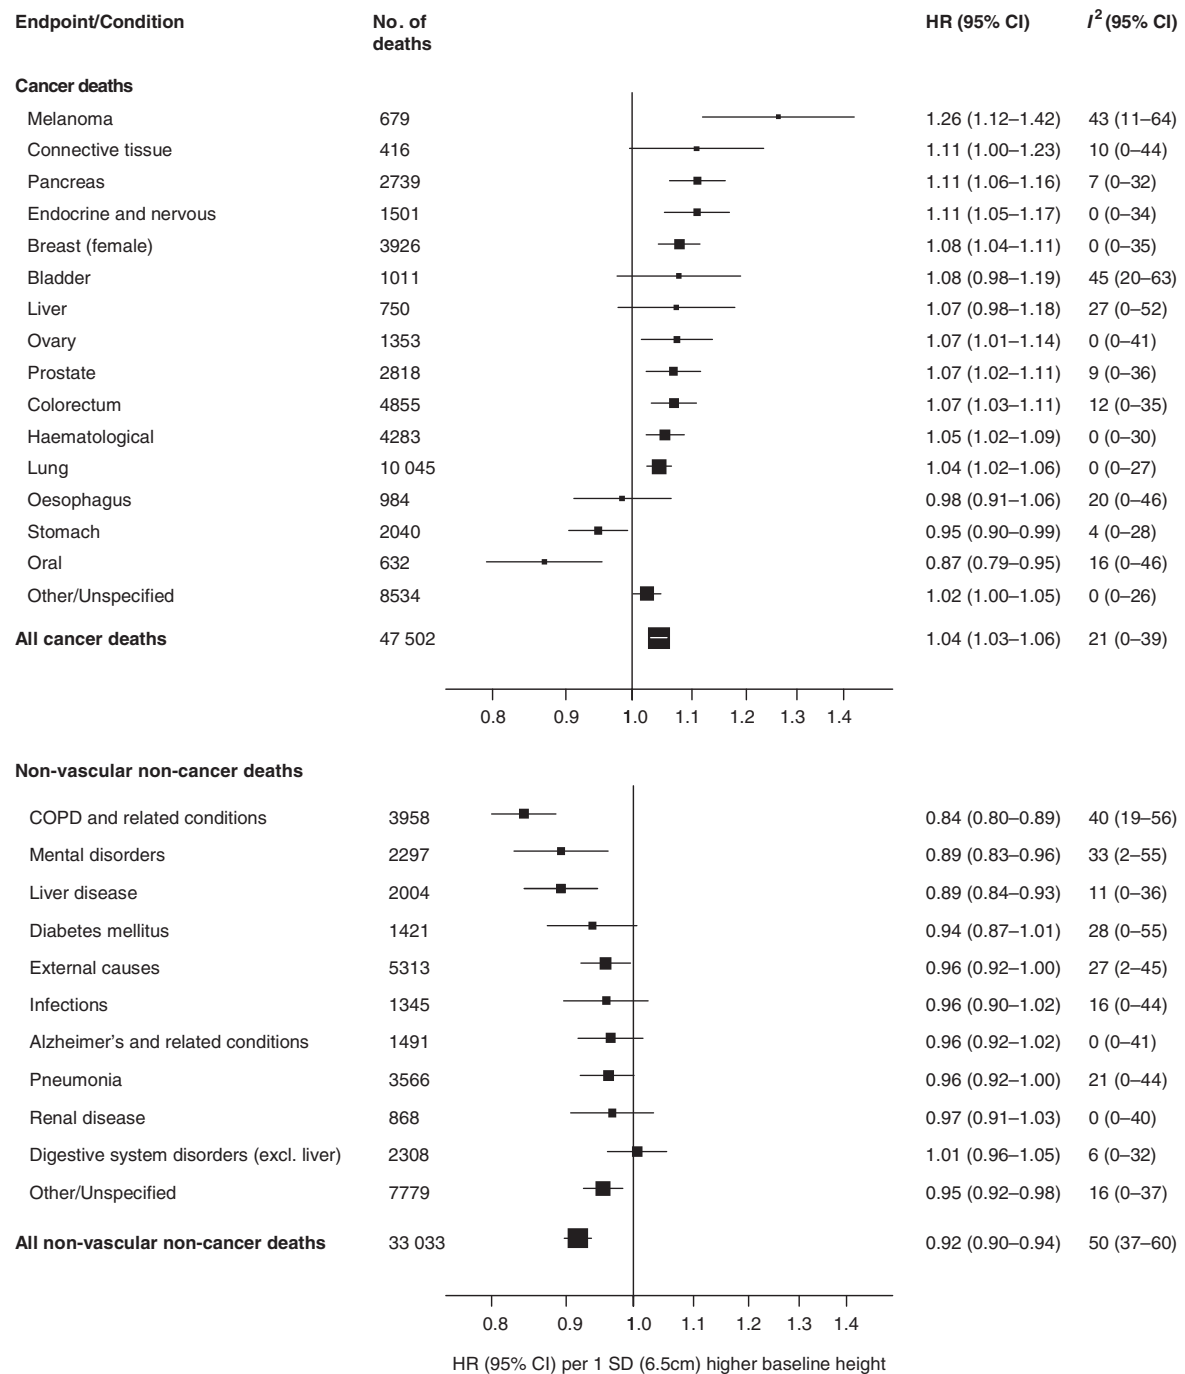 Endpoint/Condition No. of deaths HR (95% CI) I² (95% CI)
Cancer deaths
Melanoma 679 1.26 (1.12–1.42) 43 (11–64)
Connective tissue 416 1.11 (1.00–1.23) 10 (0–44)
Pancreas 2739 1.11 (1.06–1.16) 7 (0–32)
Endocrine and nervous 1501 1.11 (1.05–1.17) 0 (0–34)
Breast (female) 3926 1.08 (1.04–1.11) 0 (0–35)
Bladder 1011 1.08 (0.98–1.19) 45 (20–63)
Liver 750 1.07 (0.98–1.18) 27 (0–52)
Ovary 1353 1.07 (1.01–1.14) 0 (0–41)
Prostate 2818 1.07 (1.02–1.11) 9 (0–36)
Colorectum 4855 1.07 (1.03–1.11) 12 (0–35)
Haematological 4283 1.05 (1.02–1.09) 0 (0–30)
Lung 10 045 1.04 (1.02–1.06) 0 (0–27)
Oesophagus 984 0.98 (0.91–1.06) 20 (0–46)
Stomach 2040 0.95 (0.90–0.99) 4 (0–28)
Oral 632 0.87 (0.79–0.95) 16 (0–46)
Other/Unspecified 8534 1.02 (1.00–1.05) 0 (0–26)
All cancer deaths 47 502 1.04 (1.03–1.06) 21 (0–39)
0.8 0.9 1.0 1.1 1.2 1.3 1.4
Non-vascular non-cancer deaths
COPD and related conditions 3958 0.84 (0.80–0.89) 40 (19–56)
Mental disorders 2297 0.89 (0.83–0.96) 33 (2–55)
Liver disease 2004 0.89 (0.84–0.93) 11 (0–36)
Diabetes mellitus 1421 0.94 (0.87–1.01) 28 (0–55)
External causes 5313 0.96 (0.92–1.00) 27 (2–45)
Infections 1345 0.96 (0.90–1.02) 16 (0–44)
Alzheimer's and related conditions 1491 0.96 (0.92–1.02) 0 (0–41)
Pneumonia 3566 0.96 (0.92–1.00) 21 (0–44)
Renal disease 868 0.97 (0.91–1.03) 0 (0–40)
Digestive system disorders (excl. liver) 2308 1.01 (0.96–1.05) 6 (0–32)
Other/Unspecified 7779 0.95 (0.92–0.98) 16 (0–37)
All non-vascular non-cancer deaths 33 033 0.92 (0.90–0.94) 50 (37–60)
0.8 0.9 1.0 1.1 1.2 1.3 1.4
HR (95% CI) per 1 SD (6.5cm) higher baseline height